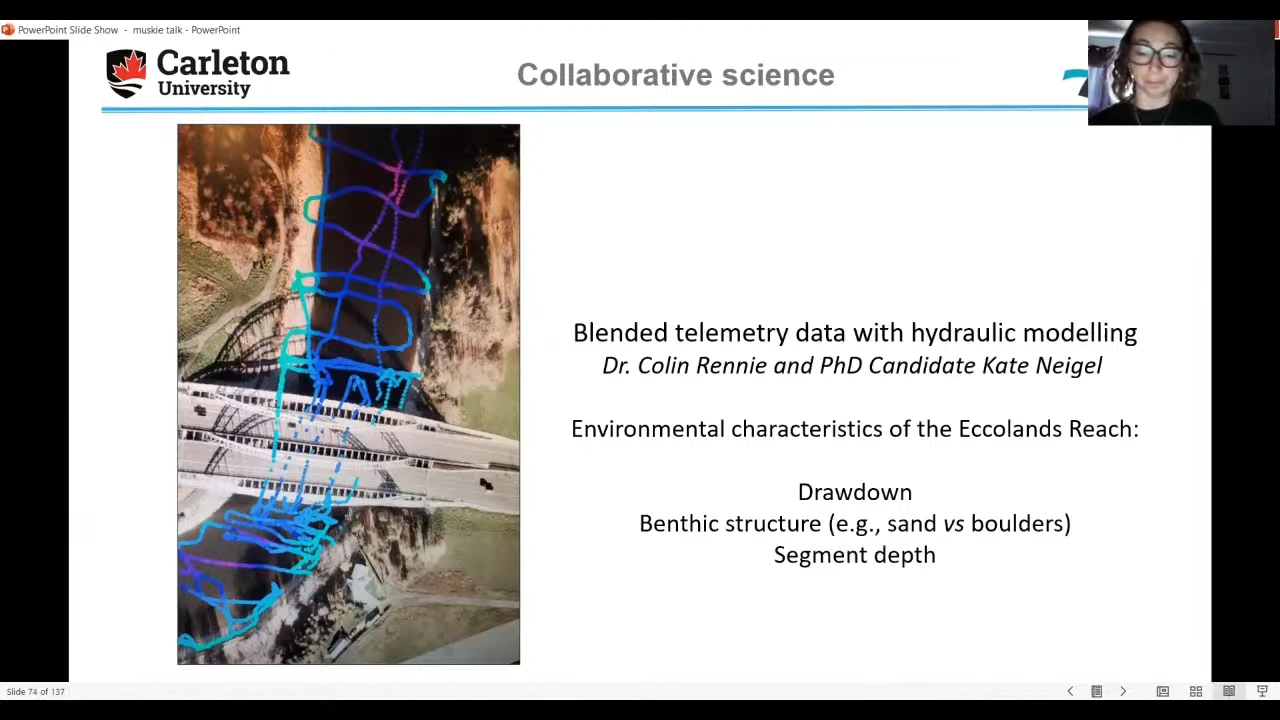 PowerPoint Slide Show - muskie talk - PowerPoint
Carleton
University
Collaborative science
Blended telemetry data with hydraulic modelling
Dr. Colin Rennie and PhD Candidate Kate Neigel
Environmental characteristics of the Eccolands Reach:
Drawdown
Benthic structure (e.g., sand vs boulders)
Segment depth
Slide 74 of 137